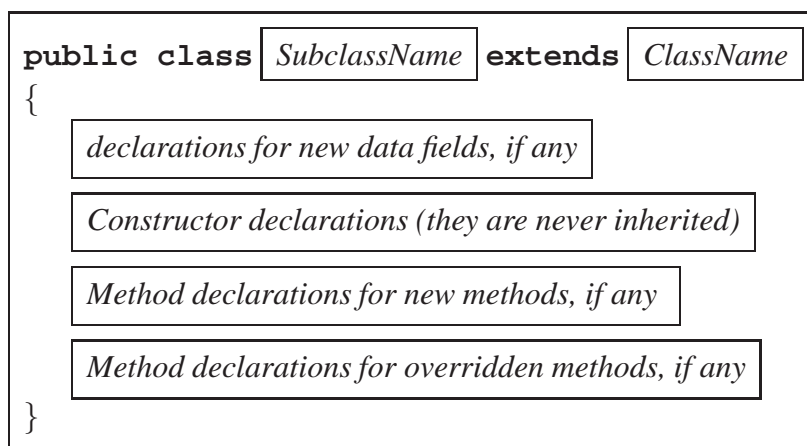 public class SubclassName extends ClassName
{
declarations for new data fields, if any
Constructor declarations (they are never inherited)
Method declarations for new methods, if any
Method declarations for overridden methods, if any
}